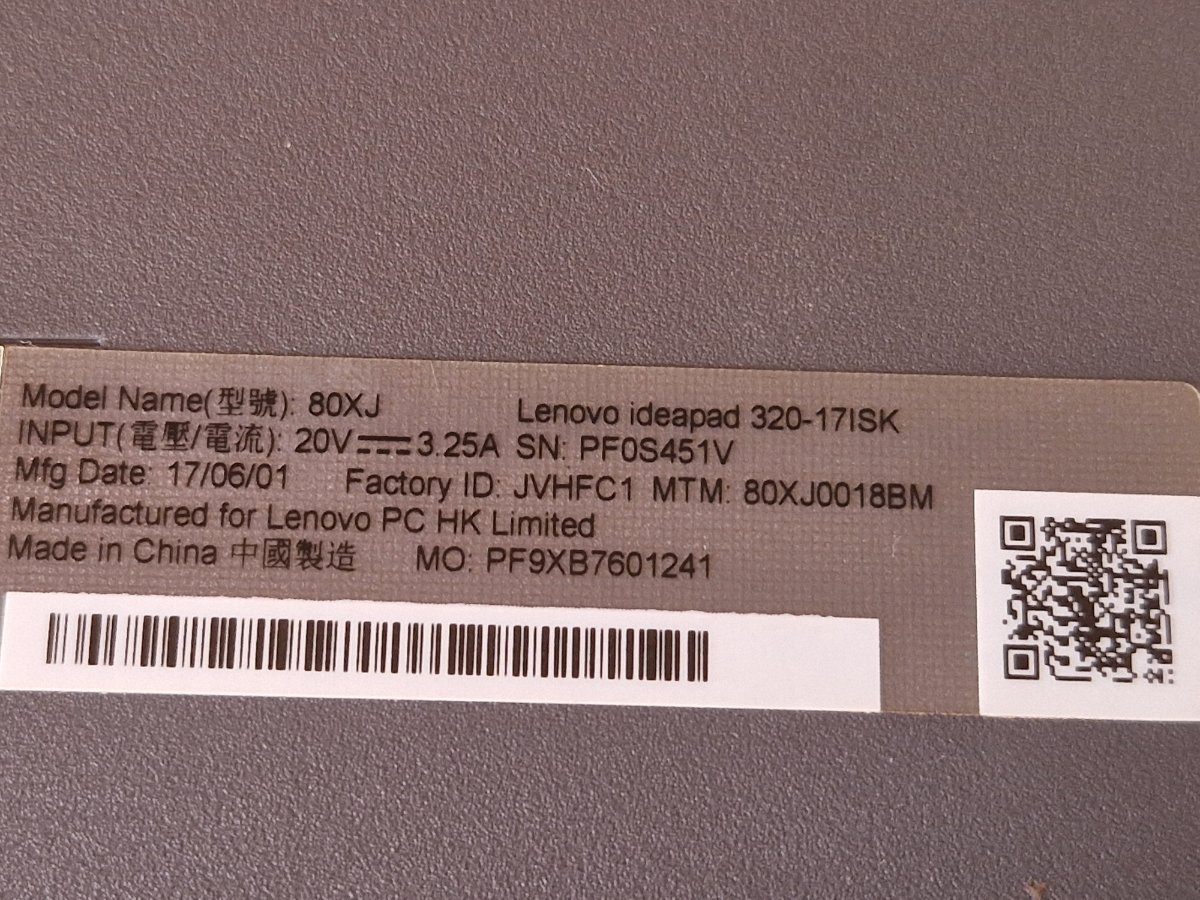 Model Name(型號): 80XJ Lenovo ideapad 320-17ISK
INPUT(電壓/電流): 20V⎓3.25A SN: PF0S451V
Mfg Date: 17/06/01 Factory ID: JVHFC1 MTM: 80XJ0018BM
Manufactured for Lenovo PC HK Limited
Made in China 中國製造 MO: PF9XB7601241